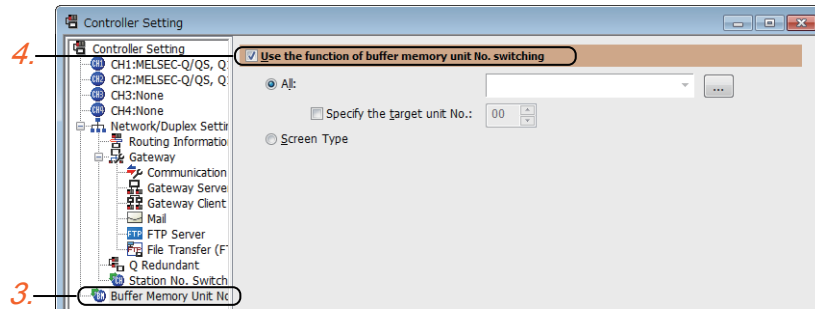 Controller Setting
4.
Controller Setting
CH1:MELSEC-Q/QS, Q
CH2:MELSEC-Q/QS, Q
CH3:None
CH4:None
Network/Duplex Settin
Routing Informatio
Gateway
Communication
Gateway Serve
Gateway Client
Mail
FTP Server
File Transfer (F
Q Redundant
Station No. Switch
3.
Buffer Memory Unit No
Use the function of buffer memory unit No. switching
All:
...
Specify the target unit No.: 00
Screen Type